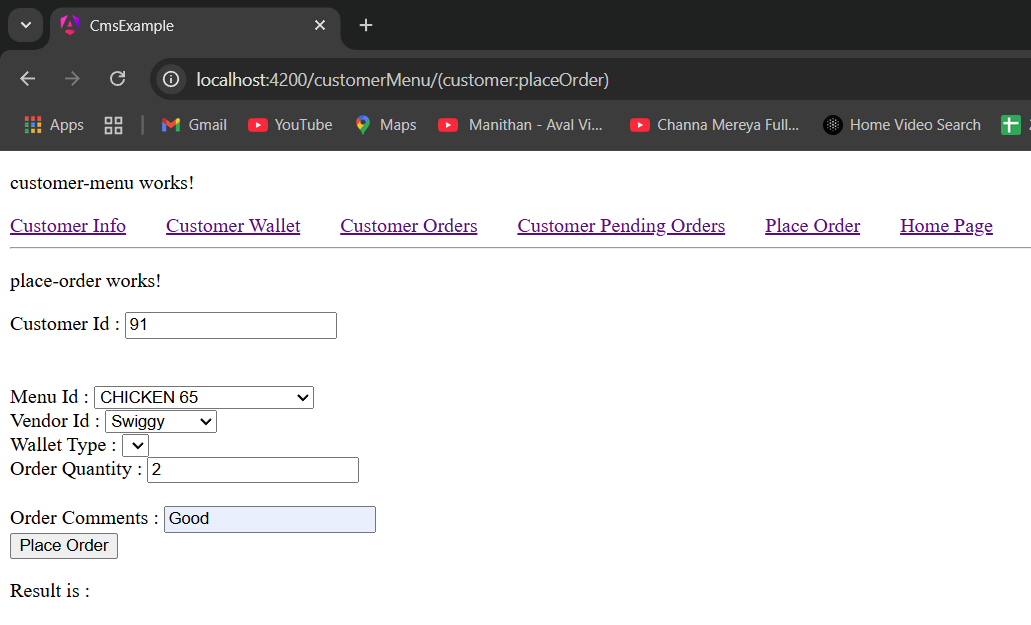 CmsExample
localhost:4200/customerMenu/(customer:placeOrder)
Apps Gmail YouTube Maps Manithan - Aval Vi... Channa Mereya Full... Home Video Search
customer-menu works!
Customer Info Customer Wallet Customer Orders Customer Pending Orders Place Order Home Page
place-order works!
Customer Id : 91
Menu Id : CHICKEN 65
Vendor Id : Swiggy
Wallet Type :
Order Quantity : 2
Order Comments : Good
Place Order
Result is :